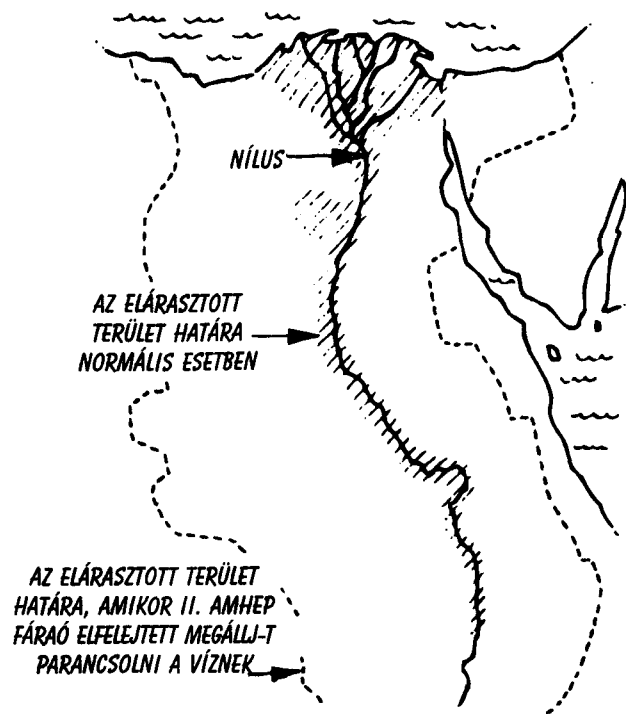 NÍLUS
AZ ELÁRASZTOTT
TERÜLET HATÁRA
NORMÁLIS ESETBEN
AZ ELÁRASZTOTT TERÜLET
HATÁRA, AMIKOR II. AMHEP
FÁRAÓ ELFELEJTETT MEGÁLLJ-T
PARANCSOLNI A VÍZNEK